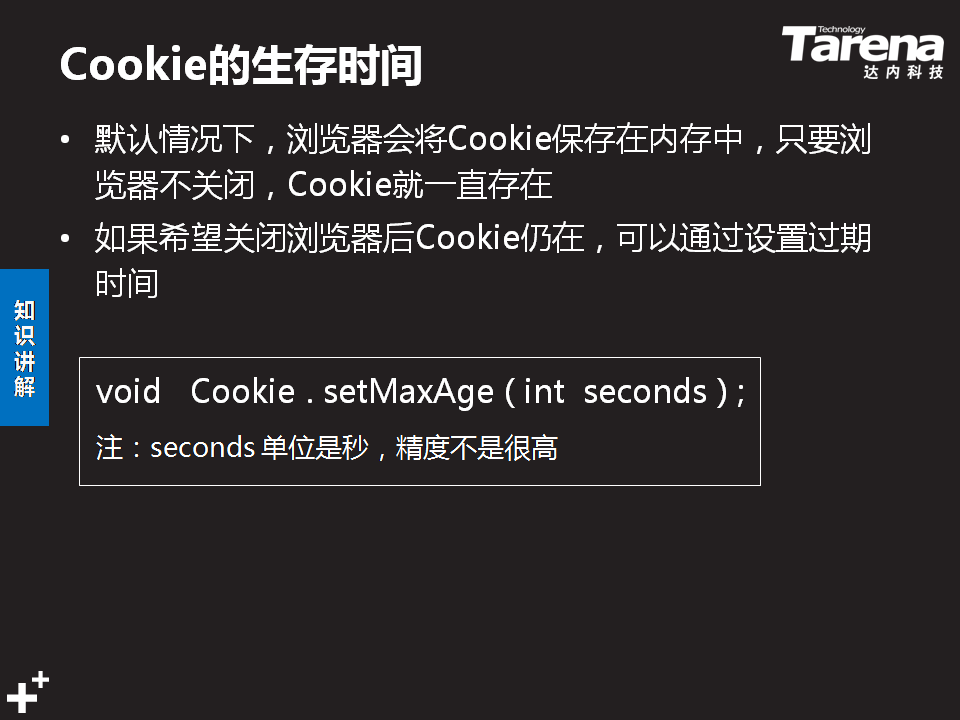 Cookie的生存时间
Technology
Tarena
达内科技
• 默认情况下，浏览器会将Cookie保存在内存中，只要浏
览器不关闭，Cookie就一直存在
• 如果希望关闭浏览器后Cookie仍在，可以通过设置过期
时间
知识讲解
void Cookie . setMaxAge ( int seconds ) ;
注：seconds 单位是秒，精度不是很高